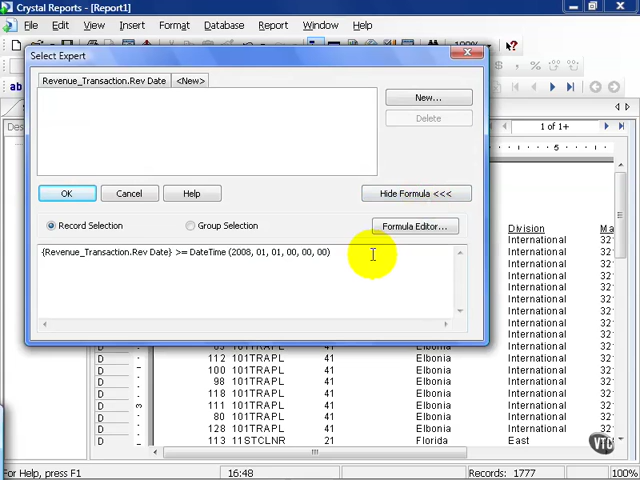 Crystal Reports - [Report1]
File Edit View Insert Format Database Report Window Help
Select Expert
Revenue_Transaction.Rev Date <New>
New...
Delete
OK Cancel Help Hide Formula <<<
Record Selection Group Selection Formula Editor...
{Revenue_Transaction.Rev Date} >= DateTime (2008, 01, 01, 00, 00, 00)
1 of 1+
5
Division
International
International
International
International
International
International
International
International
41 Elbonia International
112 101TRAPL 41 Elbonia International
100 101TRAPL 41 Elbonia International
D 98 101TRAPL 41 Elbonia International
D 118 101TRAPL 41 Elbonia International
D 3 111 101TRAPL 41 Elbonia International
D 80 101TRAPL 41 Elbonia International
D 128 101TRAPL 41 Elbonia International
D 113 11STCLNR 21 Florida East
VTC
For Help, press F1 16:48 Records: 1777 100%